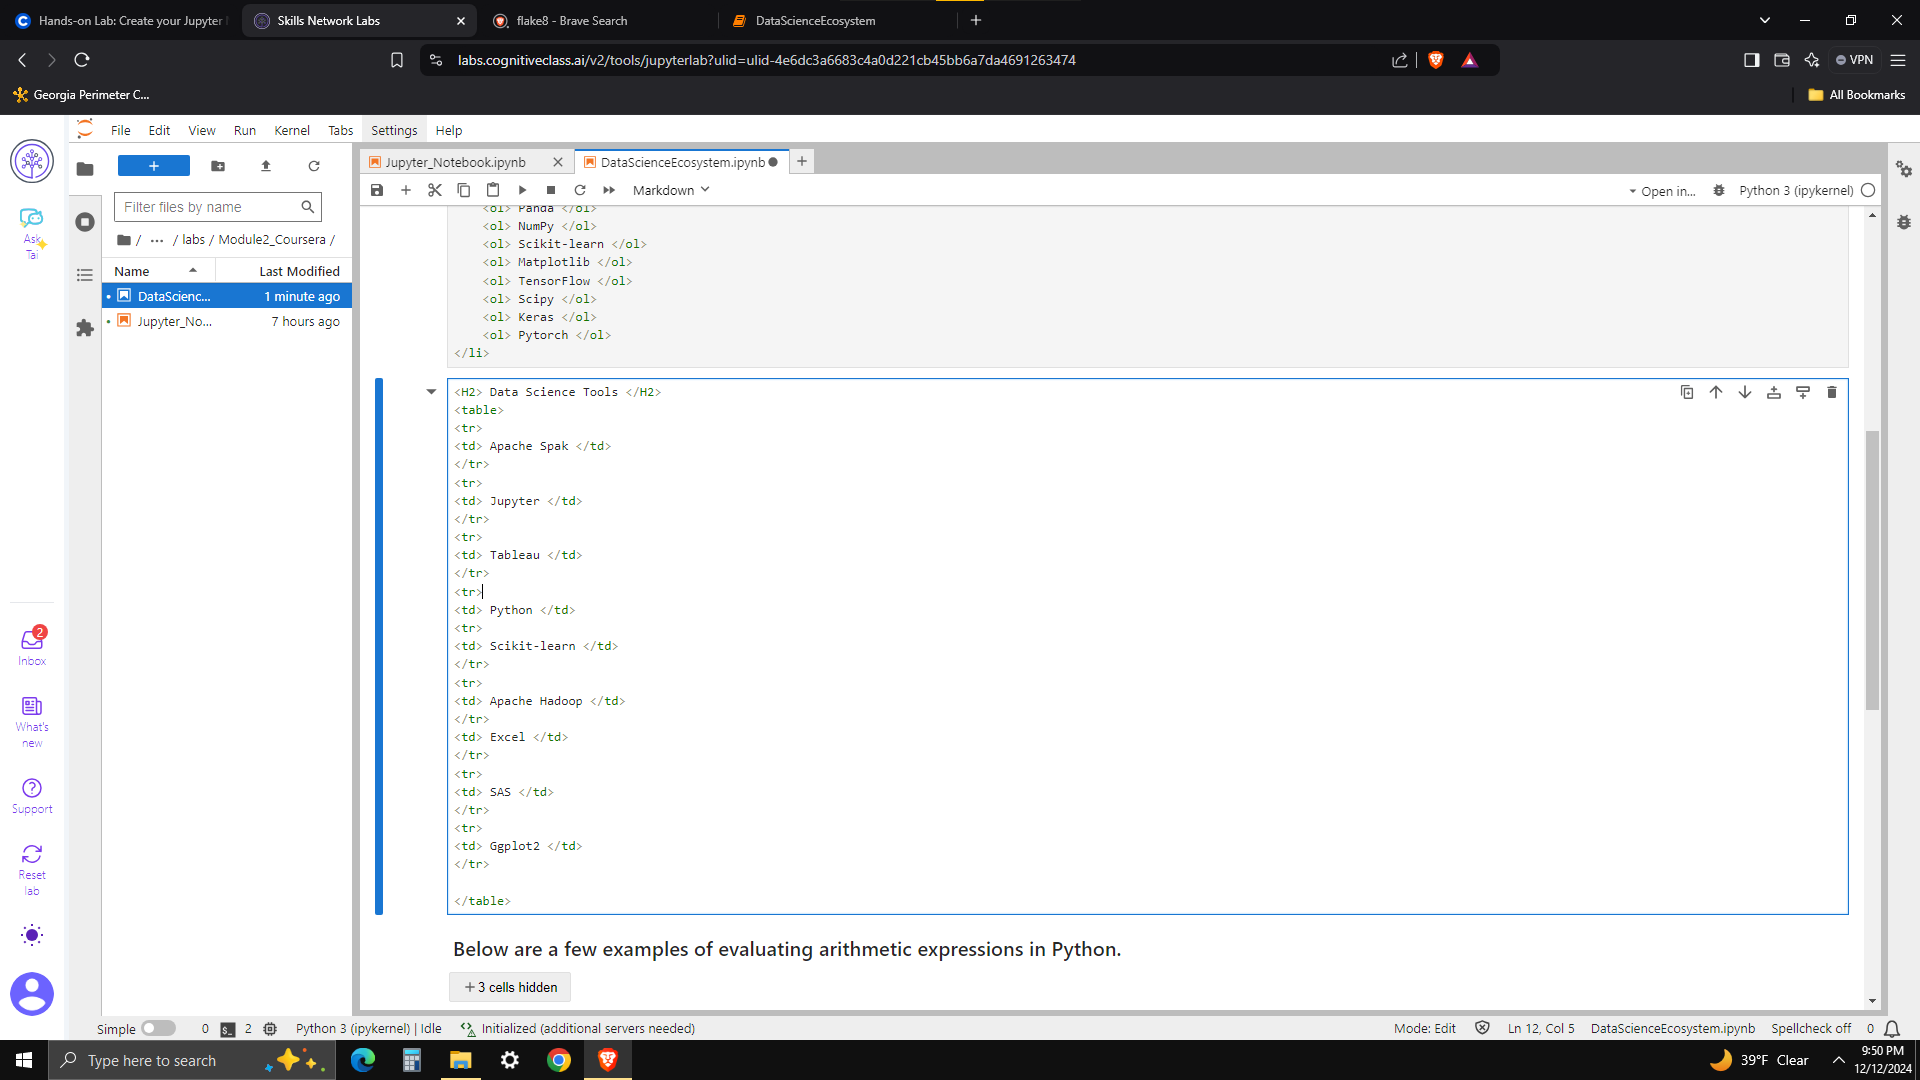 Hands-on Lab: Create your Jupyter
Skills Network Labs
flake8 - Brave Search
DataScienceEcosystem
labs.cognitiveclass.ai/v2/tools/jupyterlab?ulid=ulid-4e6dc3a6683c4a0d221cb45bb6a7da4691263474
VPN
Georgia Perimeter C...
All Bookmarks
File Edit View Run Kernel Tabs Settings Help
Jupyter_Notebook.ipynb
DataScienceEcosystem.ipynb
Markdown
Open in...
Python 3 (ipykernel)
Ask
Tai
Filter files by name
/ ... / labs / Module2_Coursera /
Name Last Modified
DataScienc... 1 minute ago
Jupyter_No... 7 hours ago
<ol> Panda </ol>
<ol> NumPy </ol>
<ol> Scikit-learn </ol>
<ol> Matplotlib </ol>
<ol> TensorFlow </ol>
<ol> Scipy </ol>
<ol> Keras </ol>
<ol> Pytorch </ol>
</li>
<H2> Data Science Tools </H2>
<table>
<tr>
<td> Apache Spak </td>
</tr>
<tr>
<td> Jupyter </td>
</tr>
<tr>
<td> Tableau </td>
</tr>
<tr>
<td> Python </td>
<tr>
<td> Scikit-learn </td>
</tr>
<tr>
<td> Apache Hadoop </td>
</tr>
<td> Excel </td>
</tr>
<tr>
<td> SAS </td>
</tr>
<tr>
<td> Ggplot2 </td>
</tr>
</table>
Below are a few examples of evaluating arithmetic expressions in Python.
+ 3 cells hidden
2
Inbox
What's
new
Support
Reset
lab
Simple 0 $_ 2 Python 3 (ipykernel) | Idle Initialized (additional servers needed)
Mode: Edit Ln 12, Col 5 DataScienceEcosystem.ipynb Spellcheck off 0
Type here to search
39°F Clear
9:50 PM
12/12/2024